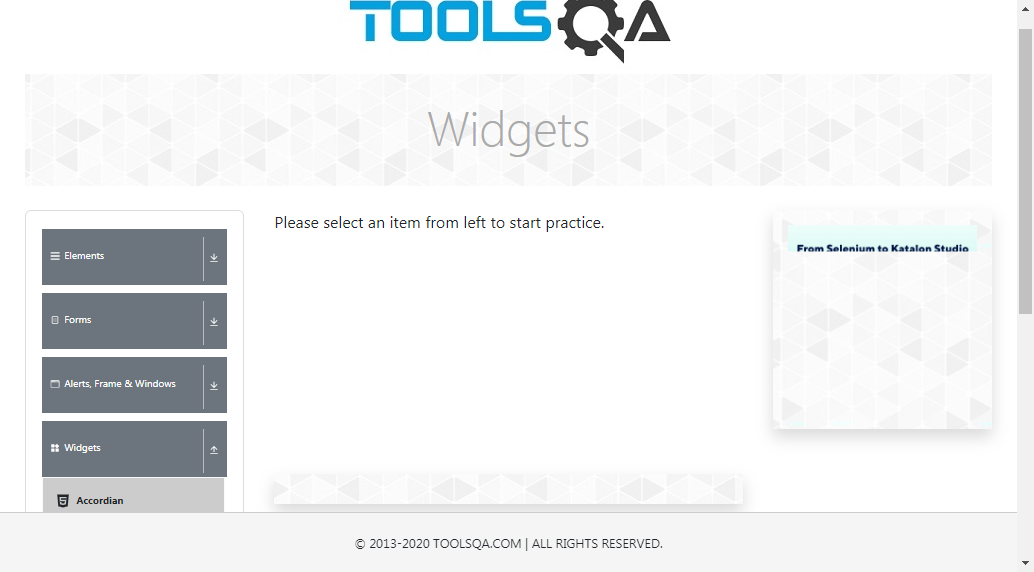 TOOLSQA
Widgets
Please select an item from left to start practice.
Elements
Forms
Alerts, Frame & Windows
Widgets
Accordian
From Selenium to Katalon Studio
© 2013-2020 TOOLSQA.COM | ALL RIGHTS RESERVED.